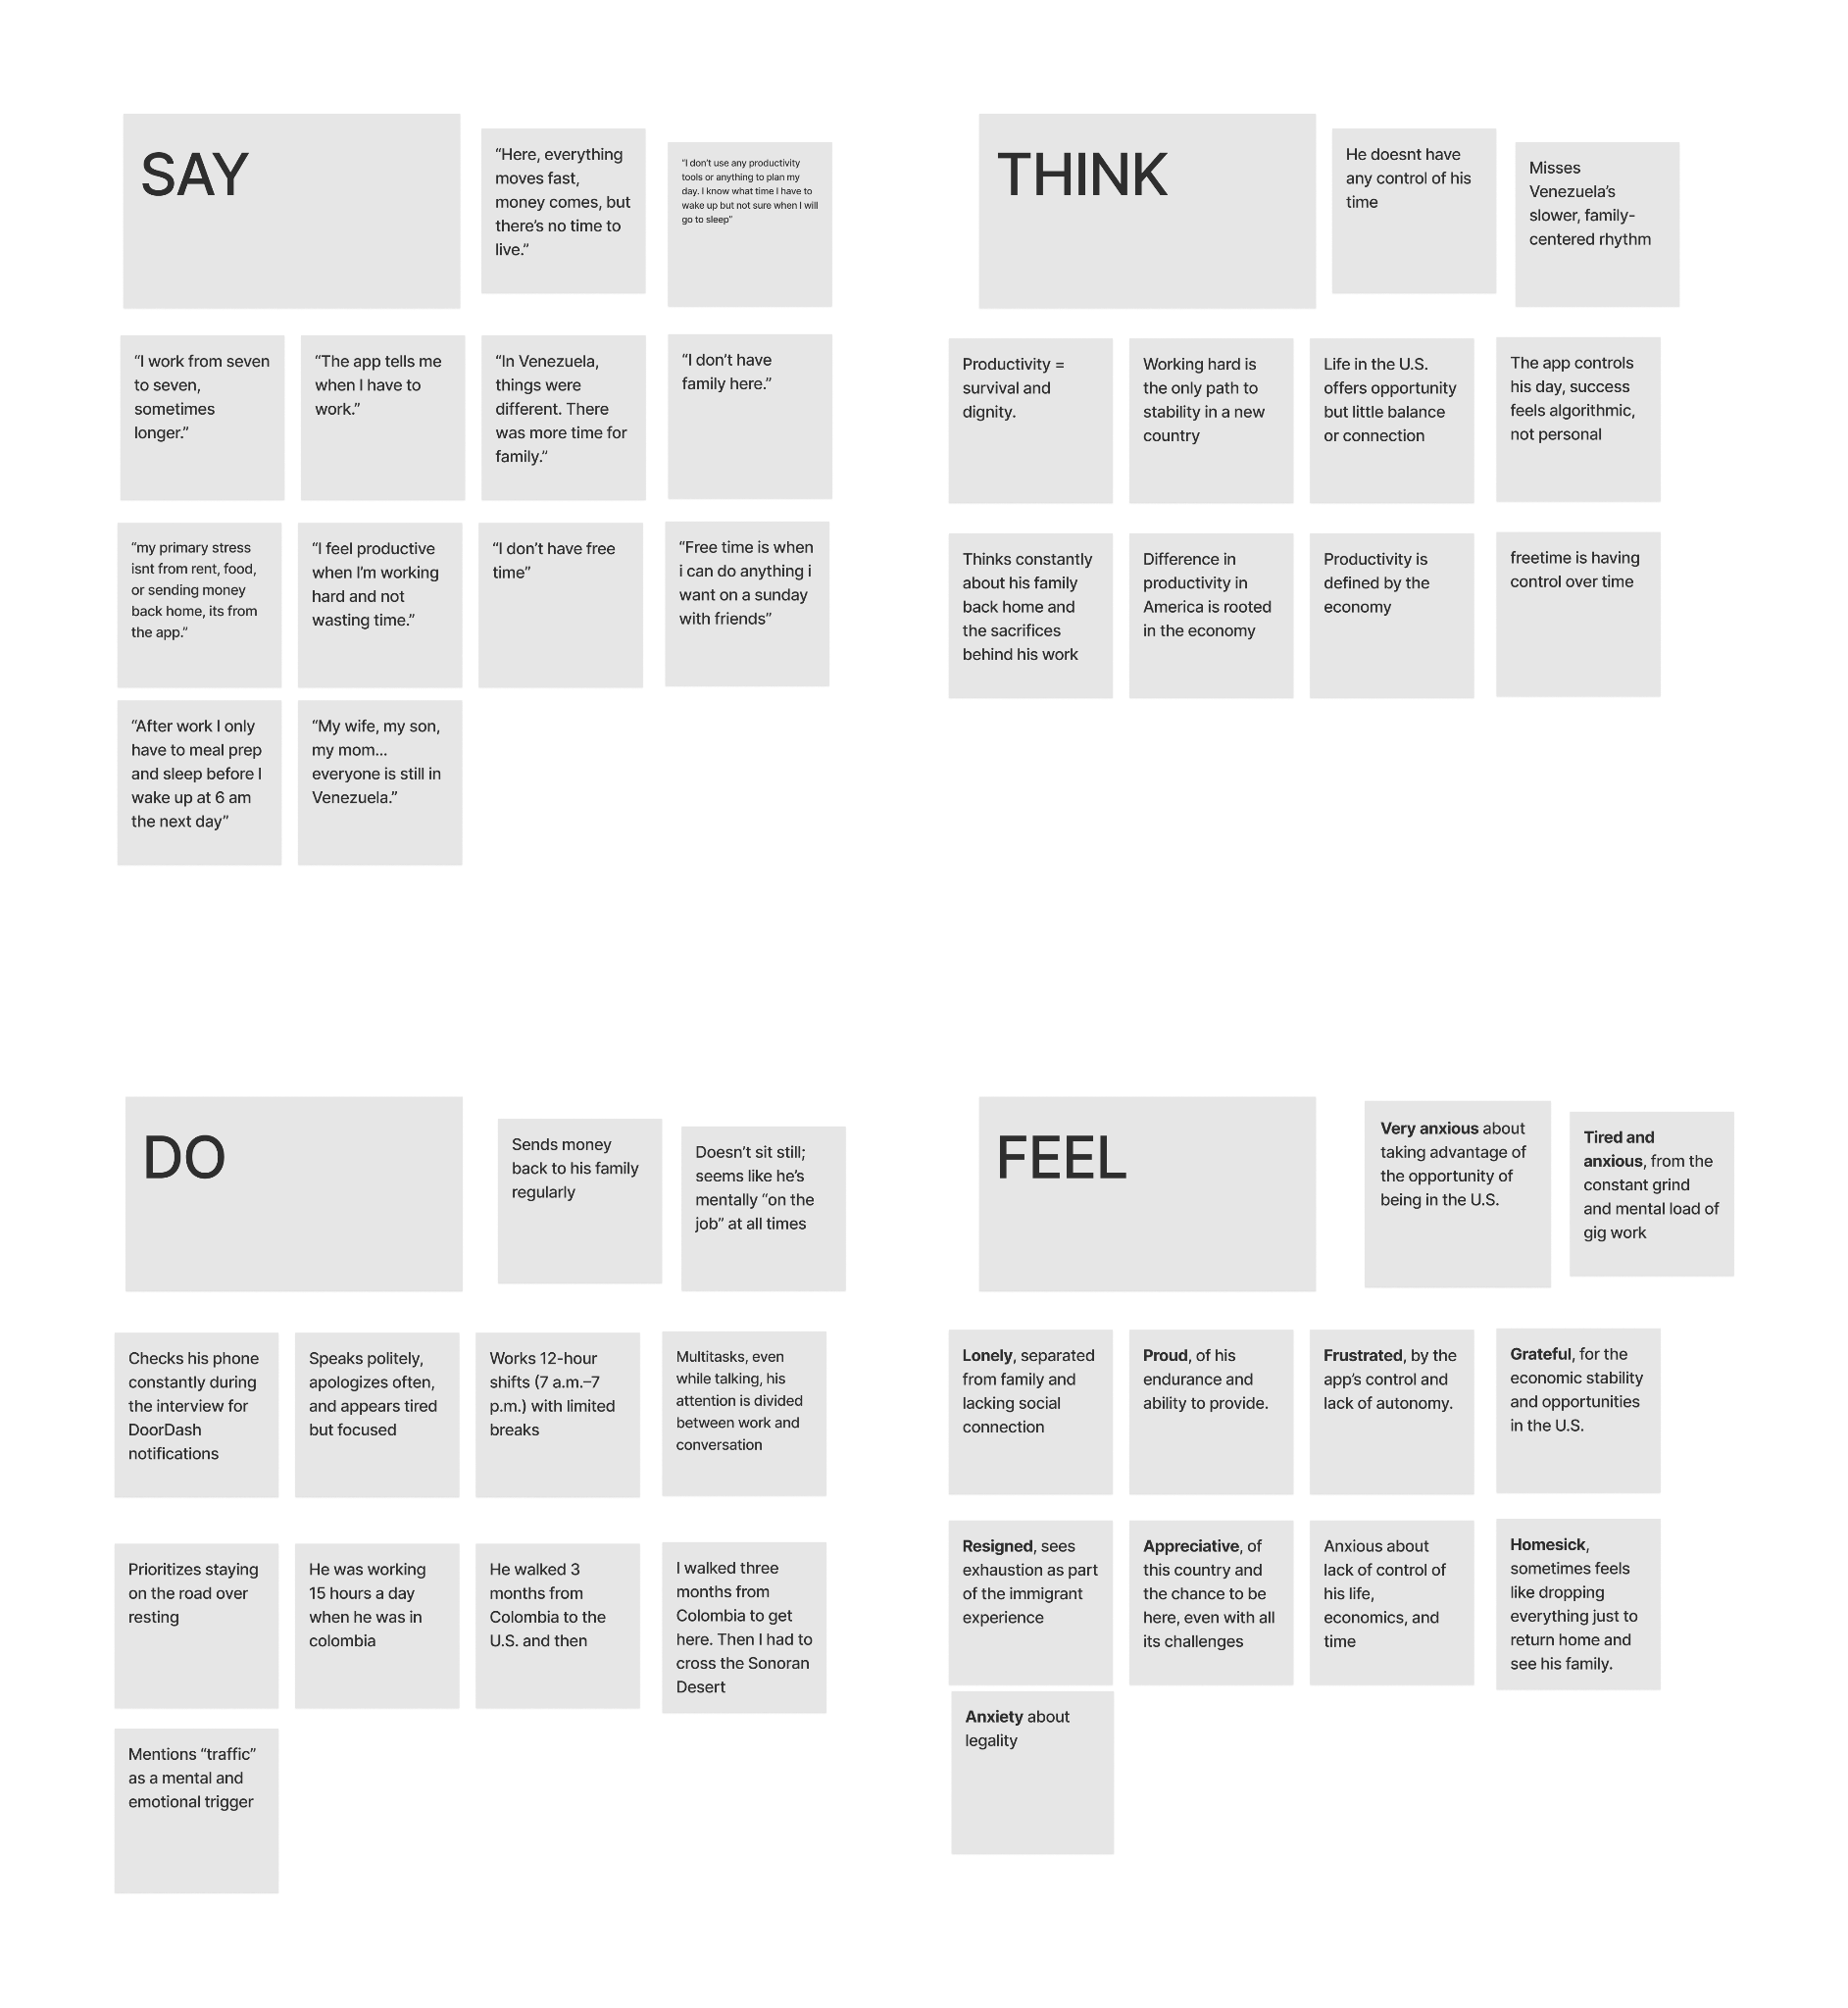 SAY
“Here, everything
moves fast,
money comes, but
there’s no time to
live.”
“I don’t use any productivity
tools or anything to plan my
day. I know what time I have to
wake up but not sure when I will
go to sleep”
“I work from seven
to seven,
sometimes
longer.”
“The app tells me
when I have to
work.”
“In Venezuela,
things were
different. There
was more time for
family.”
“I don’t have
family here.”
“my primary stress
isnt from rent, food,
or sending money
back home, its from
the app.”
“I feel productive
when I’m working
hard and not
wasting time.”
“I don’t have free
time”
“Free time is when
i can do anything i
want on a sunday
with friends”
“After work I only
have to meal prep
and sleep before I
wake up at 6 am
the next day”
“My wife, my son,
my mom...
everyone is still in
Venezuela.”
THINK
He doesnt have
any control of his
time
Misses
Venezuela’s
slower, family-
centered rhythm
Productivity =
survival and
dignity.
Working hard is
the only path to
stability in a new
country
Life in the U.S.
offers opportunity
but little balance
or connection
The app controls
his day, success
feels algorithmic,
not personal
Thinks constantly
about his family
back home and
the sacrifices
behind his work
Difference in
productivity in
America is rooted
in the economy
Productivity is
defined by the
economy
freetime is having
control over time
DO
Sends money
back to his family
regularly
Doesn’t sit still;
seems like he’s
mentally “on the
job” at all times
Checks his phone
constantly during
the interview for
DoorDash
notifications
Speaks politely,
apologizes often,
and appears tired
but focused
Works 12-hour
shifts (7 a.m.–7
p.m.) with limited
breaks
Multitasks, even
while talking, his
attention is divided
between work and
conversation
Prioritizes staying
on the road over
resting
He was working
15 hours a day
when he was in
colombia
He walked 3
months from
Colombia to the
U.S. and then
I walked three
months from
Colombia to get
here. Then I had to
cross the Sonoran
Desert
Mentions “traffic”
as a mental and
emotional trigger
FEEL
Very anxious about
taking advantage of
the opportunity of
being in the U.S.
Tired and
anxious, from the
constant grind
and mental load of
gig work
Lonely, separated
from family and
lacking social
connection
Proud, of his
endurance and
ability to provide.
Frustrated, by the
app’s control and
lack of autonomy.
Grateful, for the
economic stability
and opportunities
in the U.S.
Resigned, sees
exhaustion as part
of the immigrant
experience
Appreciative, of
this country and
the chance to be
here, even with all
its challenges
Anxious about
lack of control of
his life,
economics, and
time
Homesick,
sometimes feels
like dropping
everything just to
return home and
see his family.
Anxiety about
legality